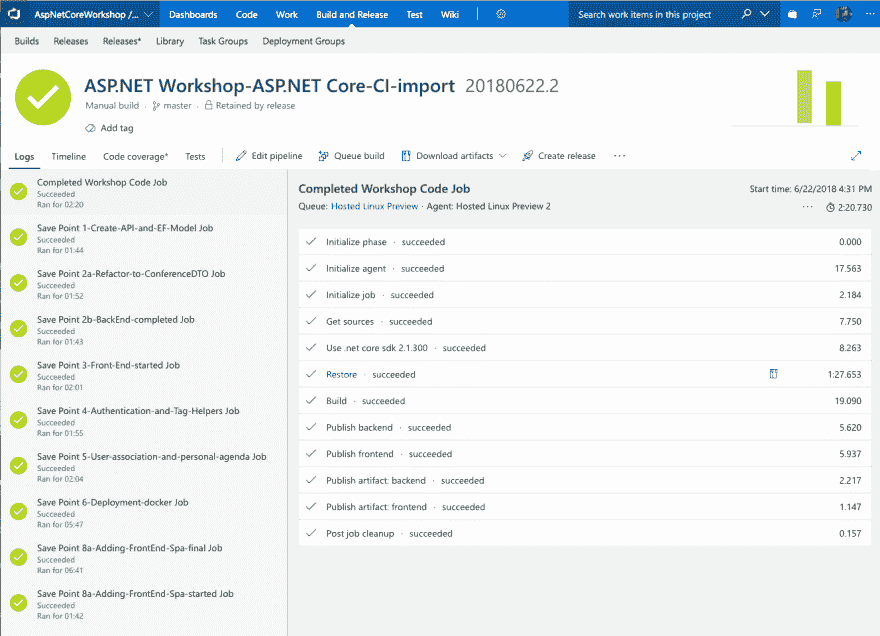 AspNetCoreWorkshop /...
Dashboards
Code
Work
Build and Release
Test
Wiki
Search work items in this project
Builds
Releases
Releases*
Library
Task Groups
Deployment Groups
ASP.NET Workshop-ASP.NET Core-CI-import 20180622.2
Manual build · master · Retained by release
Add tag
Logs
Timeline
Code coverage*
Tests
Edit pipeline
Queue build
Download artifacts
Create release
...
Completed Workshop Code Job
Succeeded
Ran for 02:20
Save Point 1-Create-API-and-EF-Model Job
Succeeded
Ran for 01:44
Save Point 2a-Refactor-to-ConferenceDTO Job
Succeeded
Ran for 01:52
Save Point 2b-BackEnd-completed Job
Succeeded
Ran for 01:43
Save Point 3-Front-End-started Job
Succeeded
Ran for 02:01
Save Point 4-Authentication-and-Tag-Helpers Job
Succeeded
Ran for 01:55
Save Point 5-User-association-and-personal-agenda Job
Succeeded
Ran for 02:04
Save Point 6-Deployment-docker Job
Succeeded
Ran for 05:47
Save Point 8a-Adding-FrontEnd-Spa-final Job
Succeeded
Ran for 06:41
Save Point 8a-Adding-FrontEnd-Spa-started Job
Succeeded
Ran for 01:42
Completed Workshop Code Job
Start time: 6/22/2018 4:31 PM
Queue: Hosted Linux Preview · Agent: Hosted Linux Preview 2
... 2:20.730
Initialize phase · succeeded 0.000
Initialize agent · succeeded 17.563
Initialize job · succeeded 2.184
Get sources · succeeded 7.750
Use .net core sdk 2.1.300 · succeeded 8.263
Restore · succeeded 1:27.653
Build · succeeded 19.090
Publish backend · succeeded 5.620
Publish frontend · succeeded 5.937
Publish artifact: backend · succeeded 2.217
Publish artifact: frontend · succeeded 1.147
Post job cleanup · succeeded 0.157